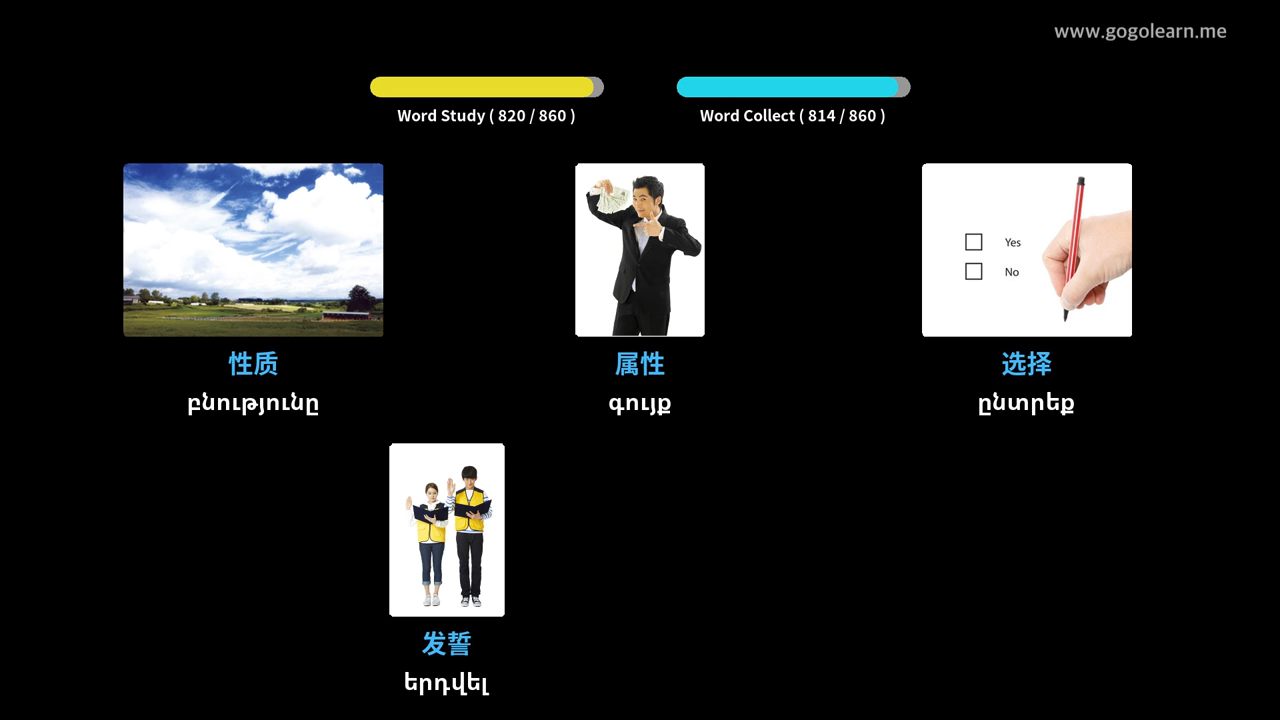 www.gogolearn.me
Word Study ( 820 / 860 )
Word Collect ( 814 / 860 )
Yes
No
性质
բնությունը
属性
գույք
选择
ընտրեք
发誓
երդվել